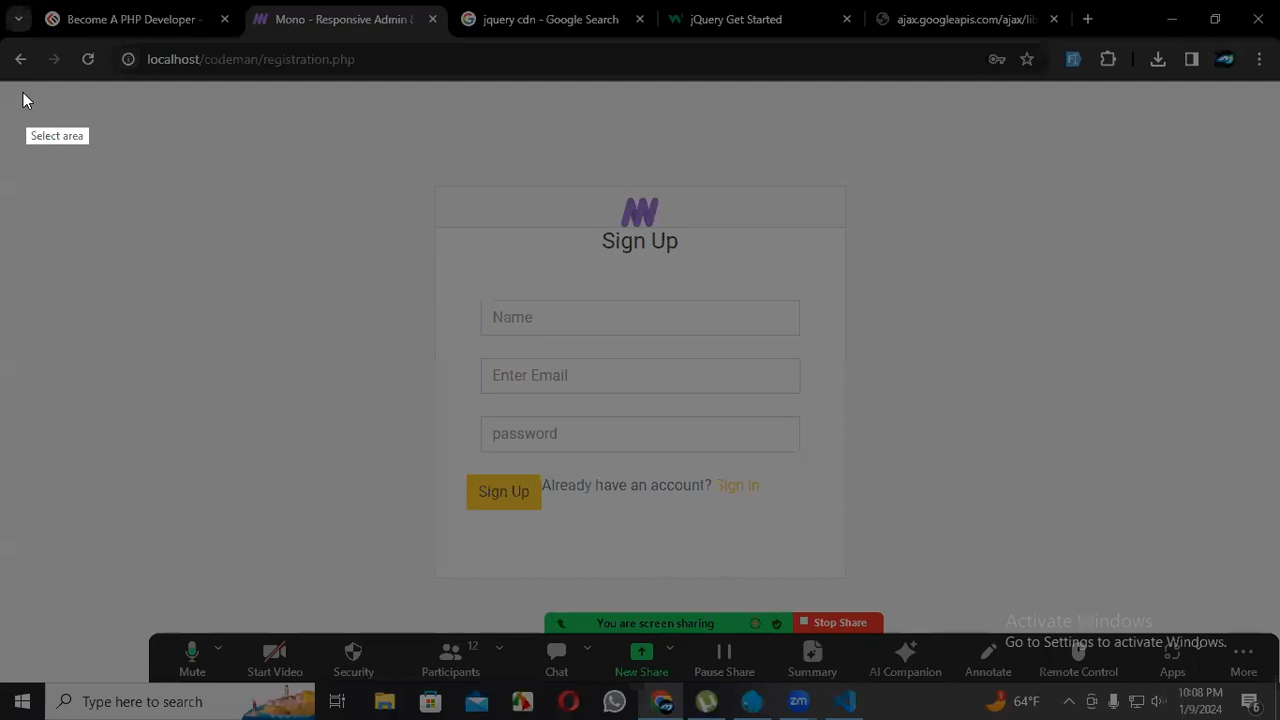 Become A PHP Developer -
Mono - Responsive Admin &
jquery cdn - Google Search
jQuery Get Started
ajax.googleapis.com/ajax/lib
localhost/codeman/registration.php
Select area
Sign Up
Name
Enter Email
password
Sign Up
Already have an account? Sign in
You are screen sharing
Stop Share
Activate Windows
Go to Settings to activate Windows.
12
Mute
Start Video
Security
Participants
Chat
New Share
Pause Share
Summary
AI Companion
Annotate
Remote Control
Apps
More
Type here to search
64°F
10:08 PM
1/9/2024
6